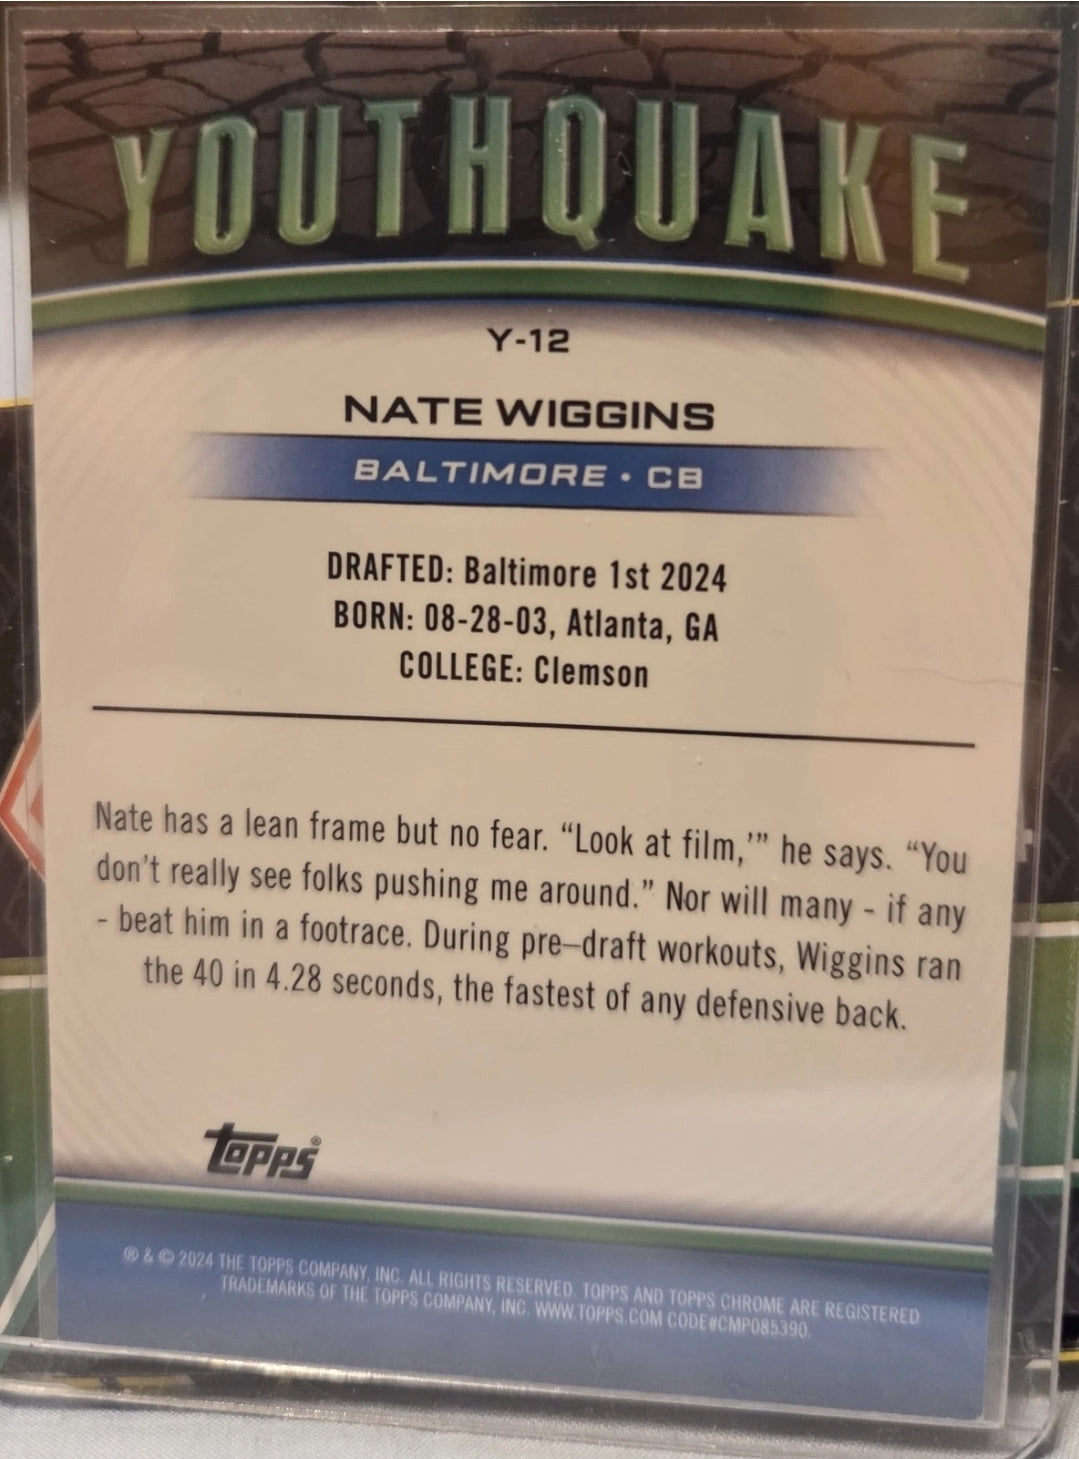 YOUTHQUAKE
Y-12
NATE WIGGINS
BALTIMORE • CB
DRAFTED: Baltimore 1st 2024
BORN: 08-28-03, Atlanta, GA
COLLEGE: Clemson
Nate has a lean frame but no fear. “Look at film,’” he says. “You
don’t really see folks pushing me around.” Nor will many - if any
- beat him in a footrace. During pre–draft workouts, Wiggins ran
the 40 in 4.28 seconds, the fastest of any defensive back.
topps®
® & © 2024 THE TOPPS COMPANY, INC. ALL RIGHTS RESERVED. TOPPS AND TOPPS CHROME ARE REGISTERED
TRADEMARKS OF THE TOPPS COMPANY, INC. WWW.TOPPS.COM CODE#CMP085390.